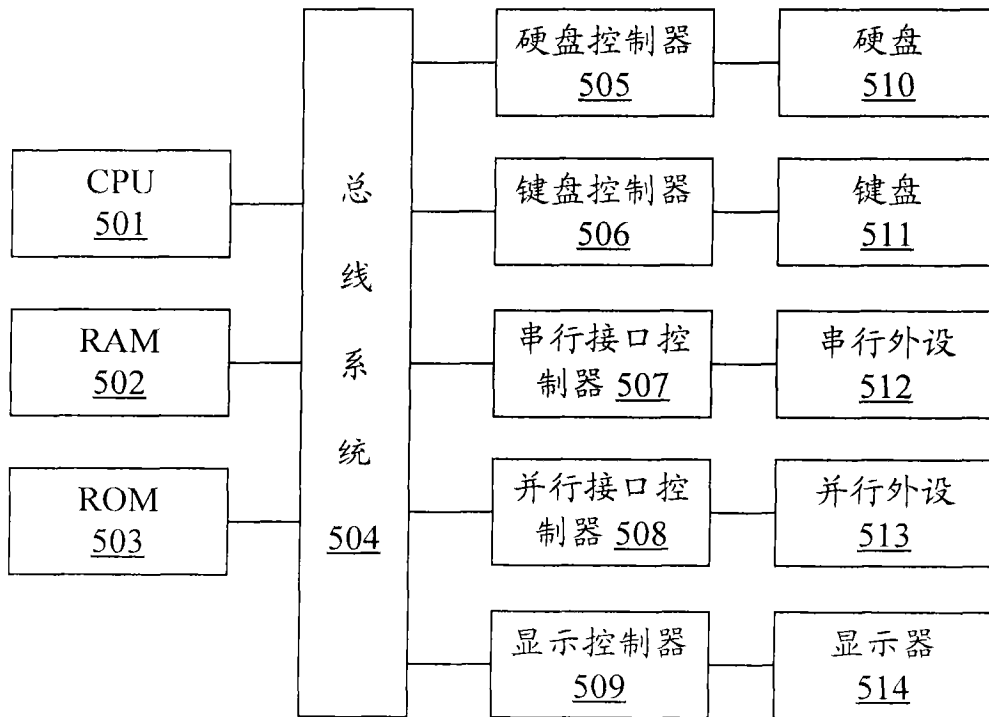 CPU
501
RAM
502
ROM
503
总
线
系
统
504
硬盘控制器
505
硬盘
510
键盘控制器
506
键盘
511
串行接口控
制器 507
串行外设
512
并行接口控
制器 508
并行外设
513
显示控制器
509
显示器
514